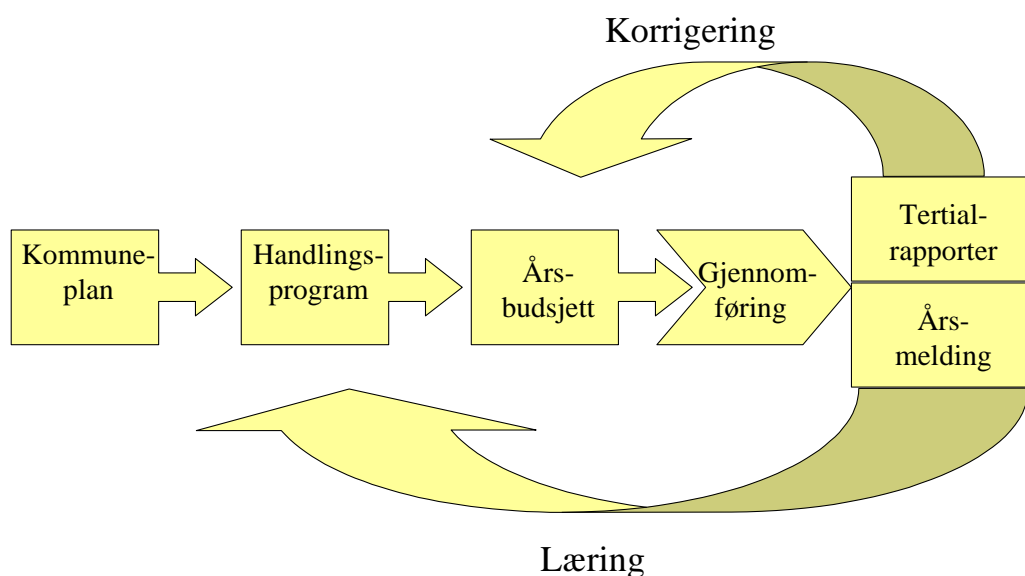 Korrigering
Kommune-
plan
Handlings-
program
Års-
budsjett
Gjennom-
føring
Tertial-
rapporter
Års-
melding
Læring